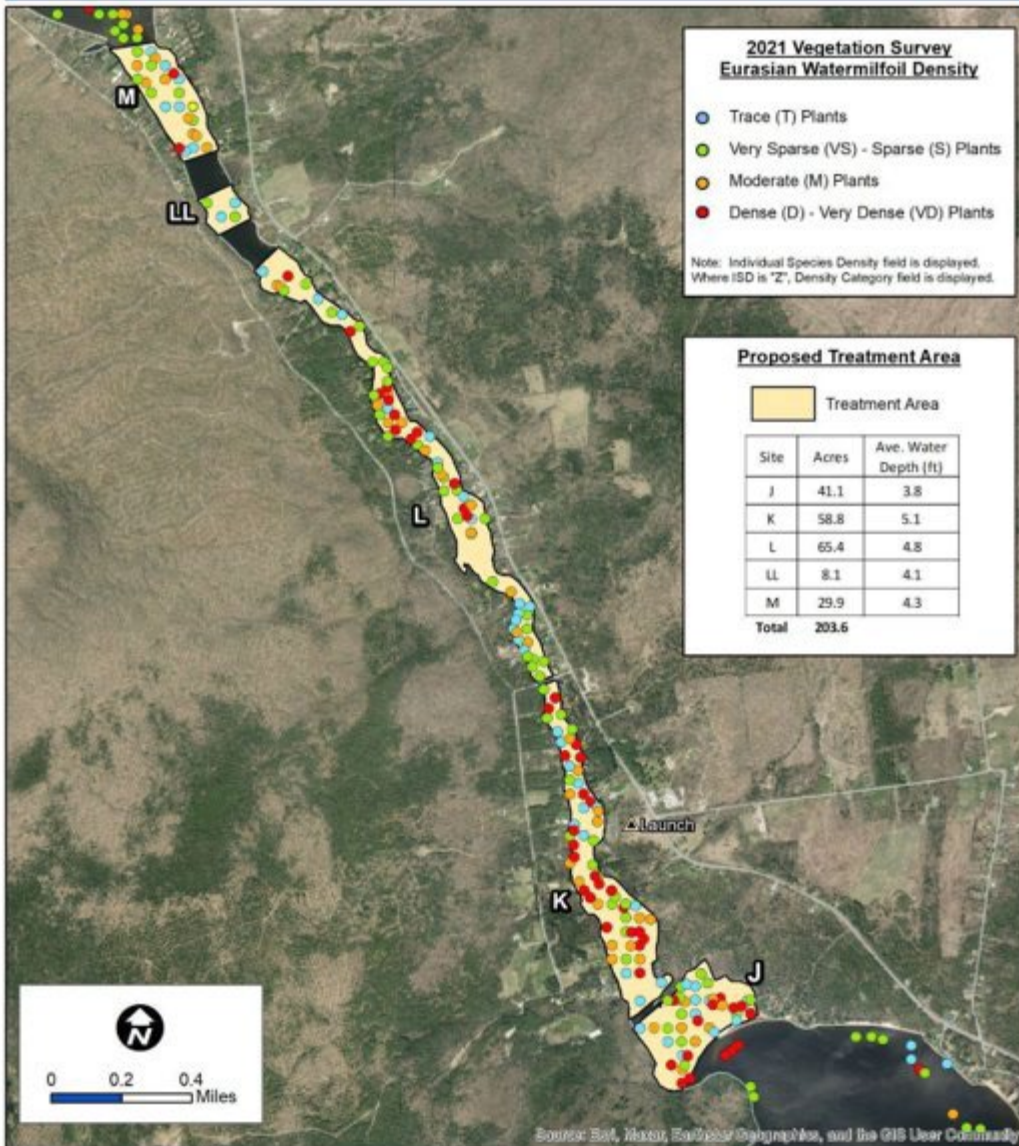 2021 Vegetation Survey
Eurasian Watermilfoil Density
Trace (T) Plants
Very Sparse (VS) - Sparse (S) Plants
Moderate (M) Plants
Dense (D) - Very Dense (VD) Plants
Note: Individual Species Density field is displayed.
Where ISD is "Z", Density Category field is displayed.
Proposed Treatment Area
Treatment Area
Site Acres Ave. Water Depth (ft)
J 41.1 3.8
K 58.8 5.1
L 65.4 4.8
LL 8.1 4.1
M 29.9 4.3
Total 203.6
M
LL
L
Launch
K
J
N
0 0.2 0.4
Miles
Source: Esri, Maxar, Earthstar Geographics, and the GIS User Community